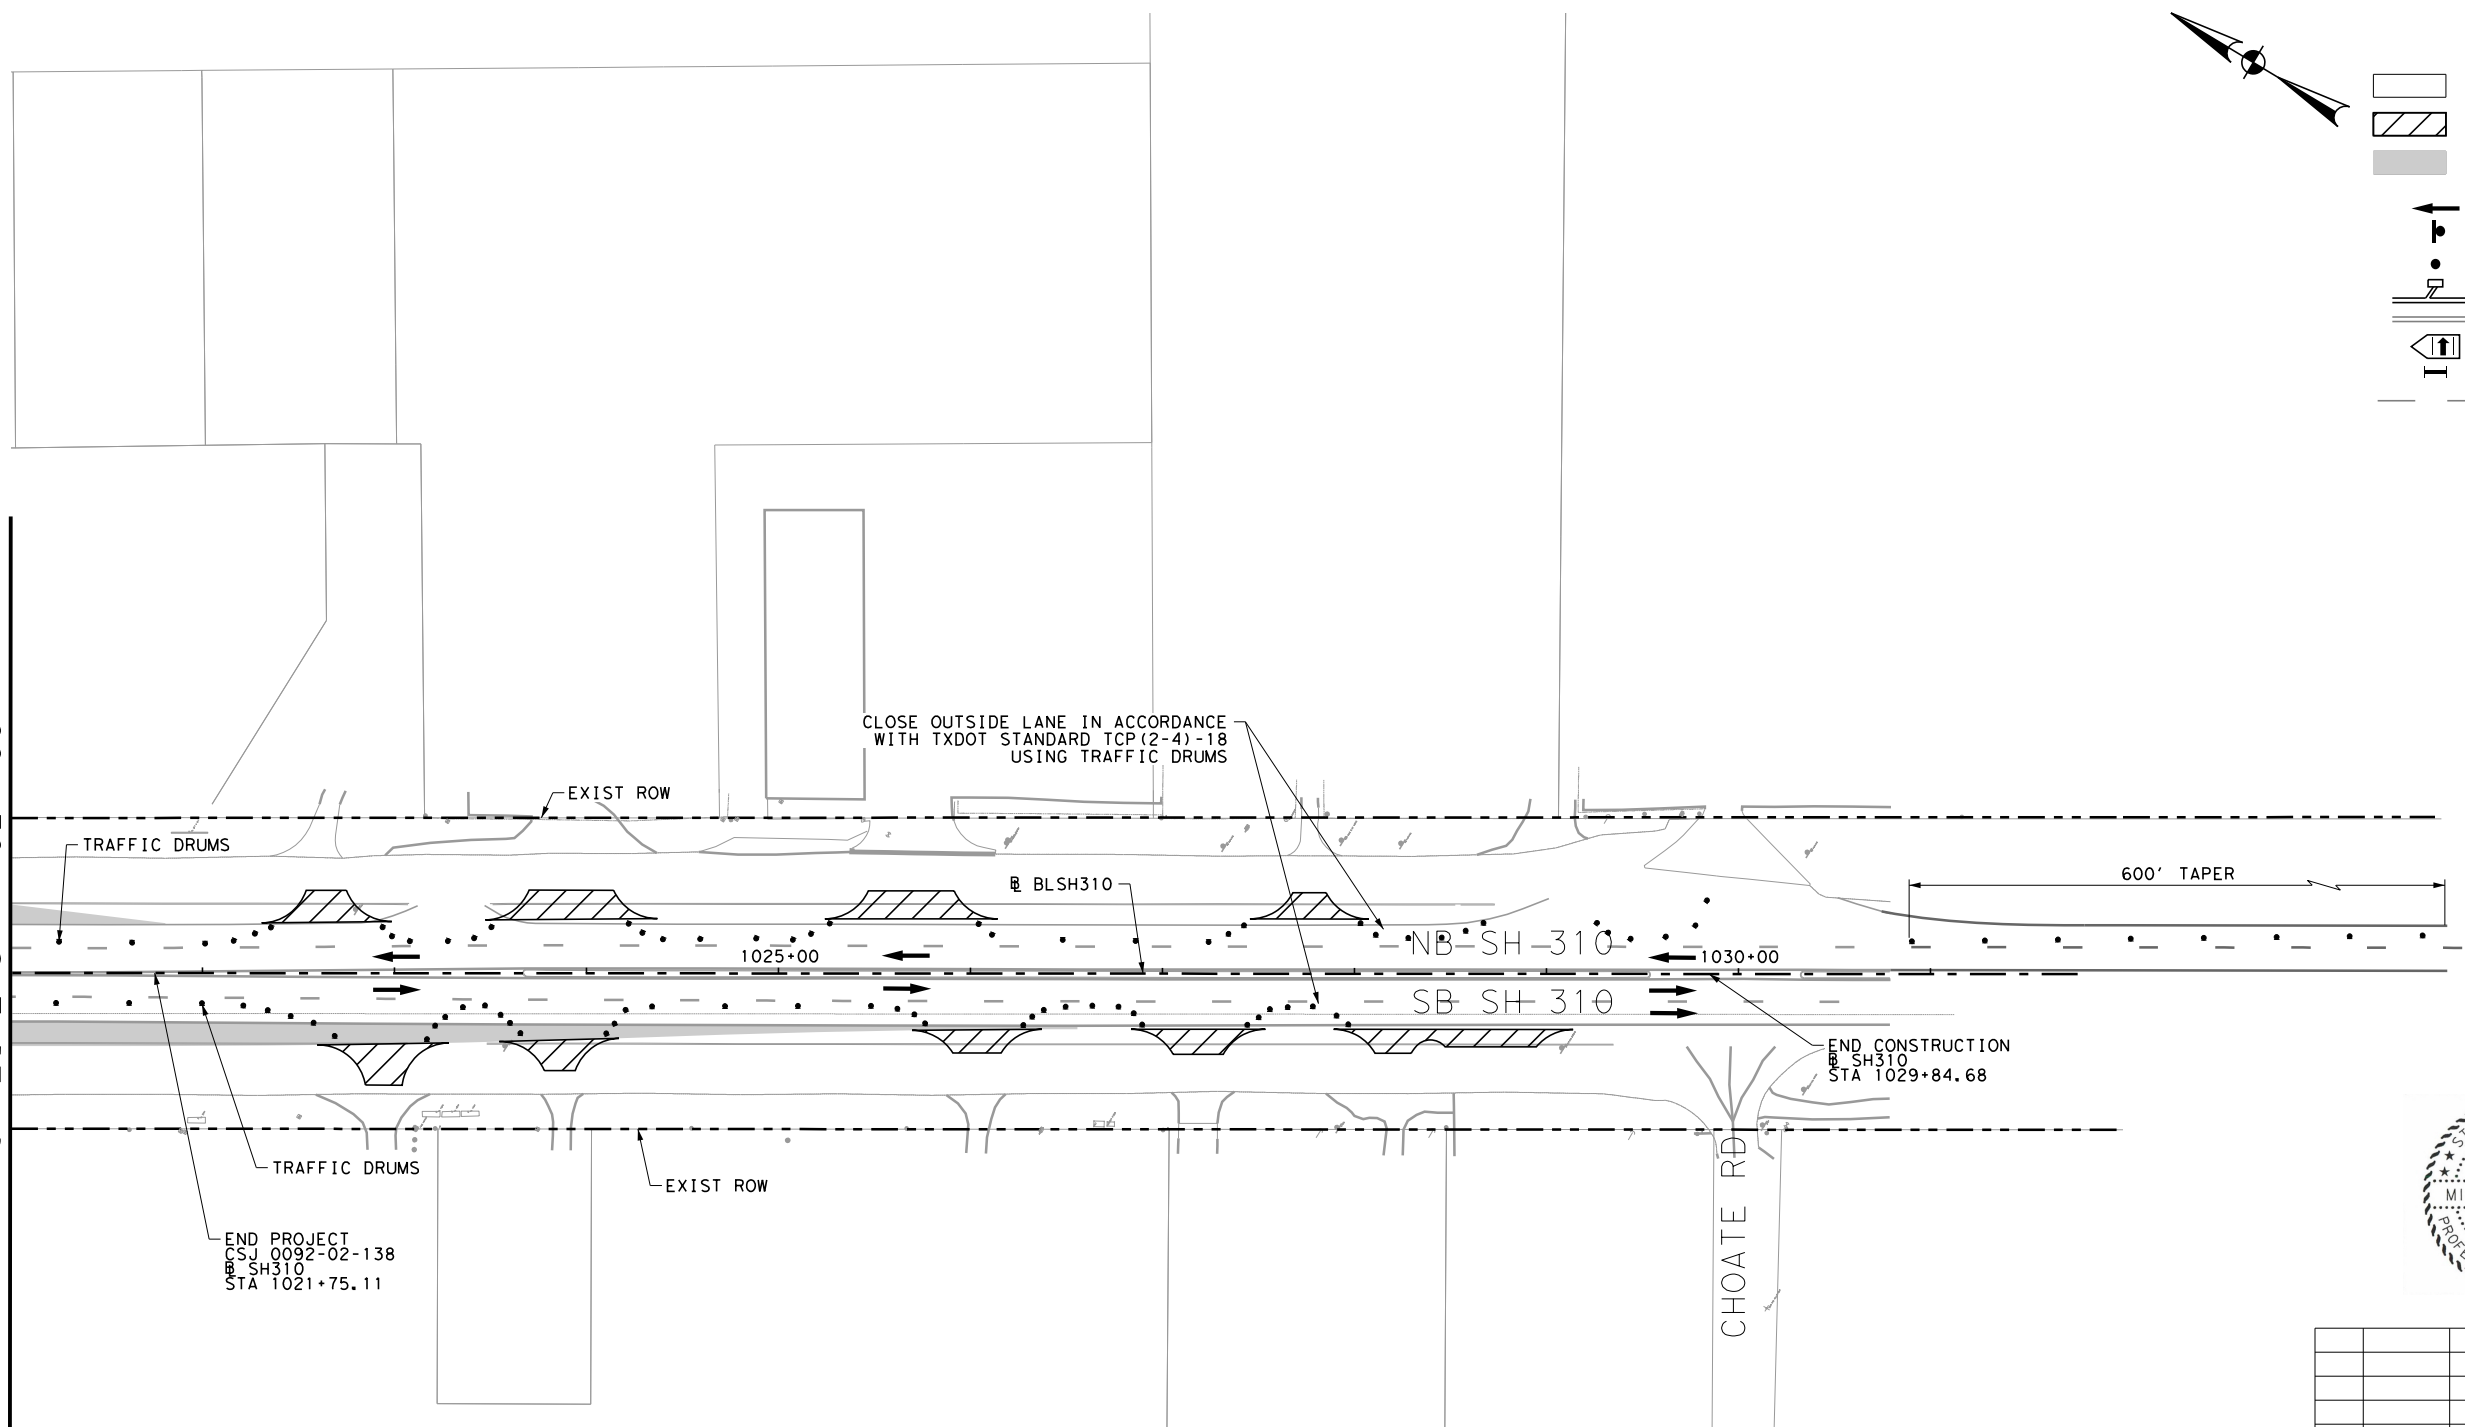 CLOSE OUTSIDE LANE IN ACCORDANCE
WITH TXDOT STANDARD TCP(2-4)-18
USING TRAFFIC DRUMS
EXIST ROW
TRAFFIC DRUMS
BLSH310
600' TAPER
NB SH 310
1025+00
1030+00
SB SH 310
END CONSTRUCTION
SH310
STA 1029+84.68
TRAFFIC DRUMS
EXIST ROW
CHOATE RD
END PROJECT
CSJ 0092-02-138
SH310
STA 1021+75.11